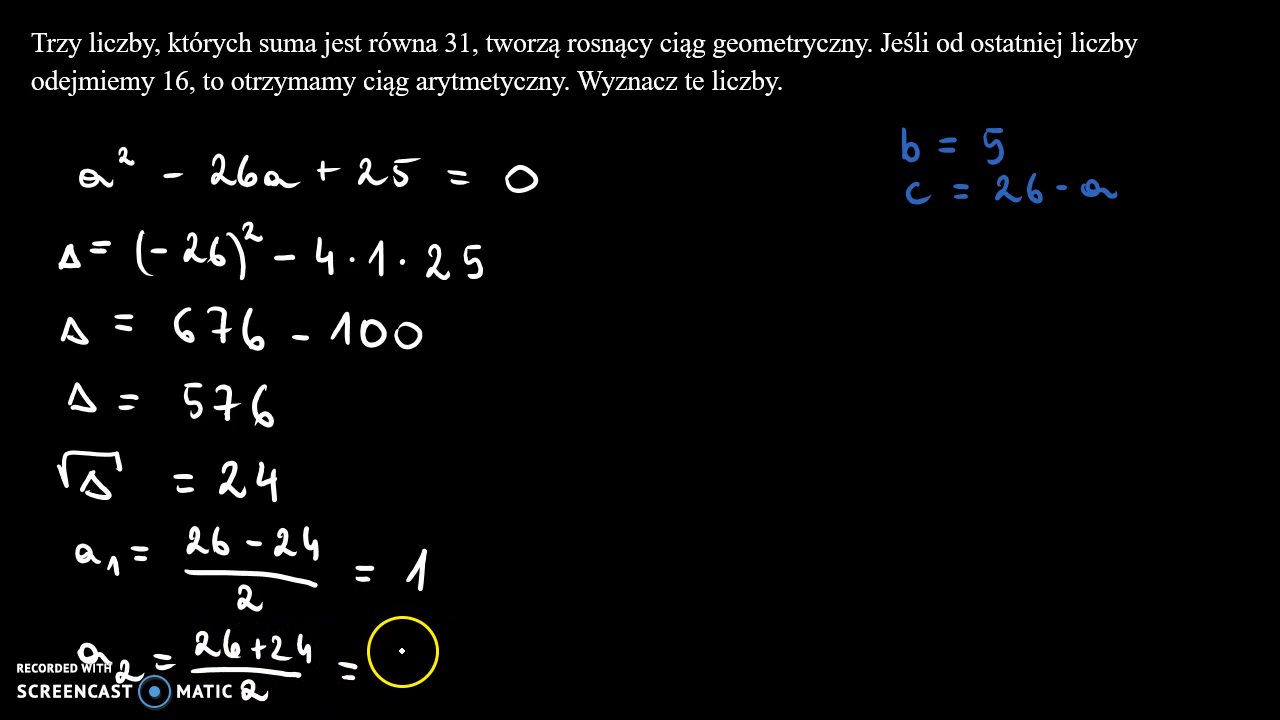 Trzy liczby, których suma jest równa 31, tworzą rosnący ciąg geometryczny. Jeśli od ostatniej liczby
odejmiemy 16, to otrzymamy ciąg arytmetyczny. Wyznacz te liczby.
b = 5
c = 26 - a
a² - 26a + 25 = 0
Δ = (-26)² - 4 · 1 · 25
Δ = 676 - 100
Δ = 576
√Δ = 24
a₁ = (26 - 24)/2 = 1
a₂ = (26 + 24)/2 =
RECORDED WITH
SCREENCAST MATIC